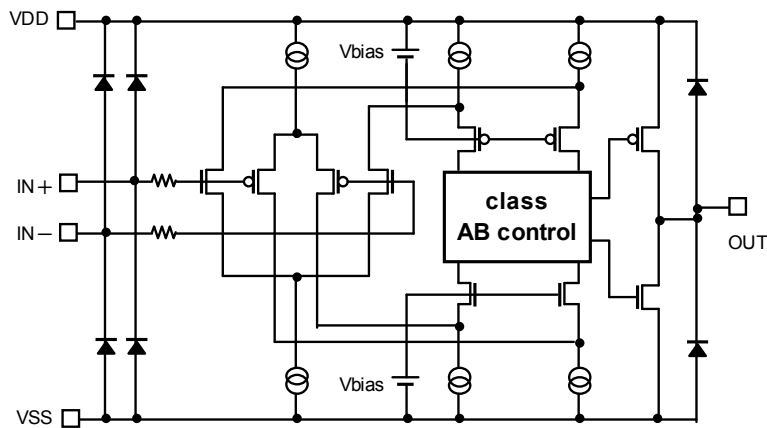 VDD
Vbias
IN+
class
AB control
IN−
OUT
Vbias
VSS